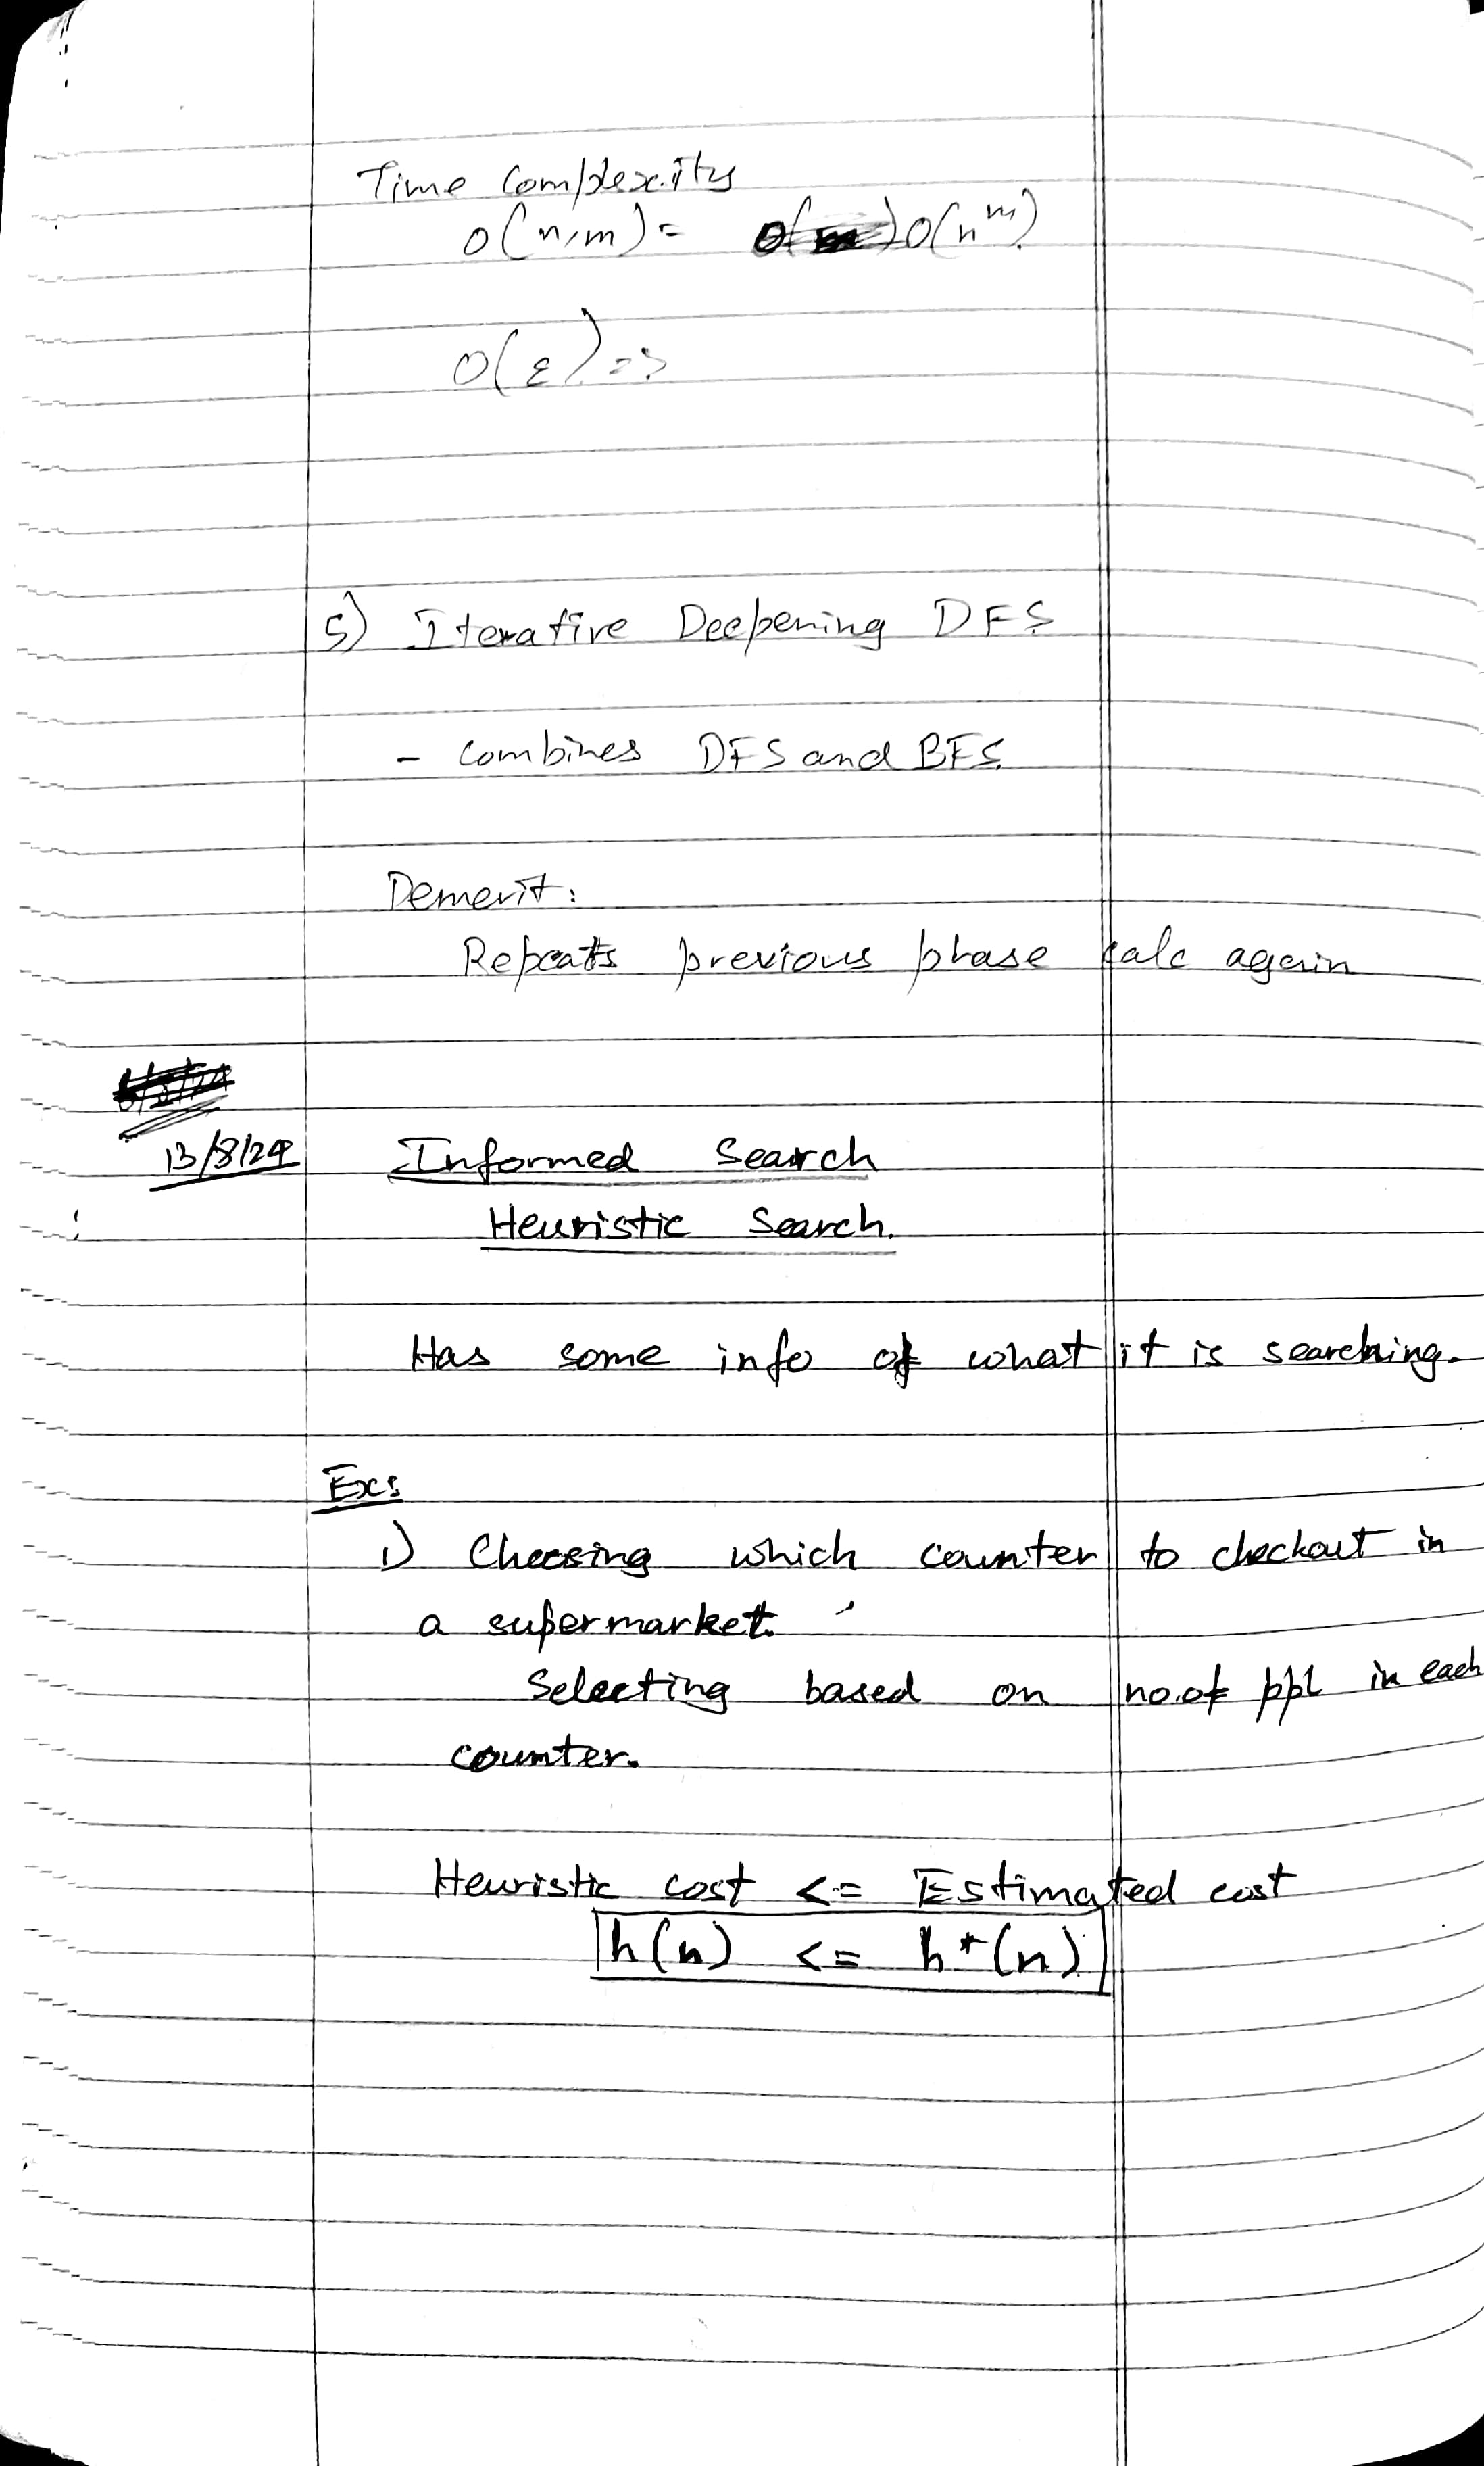 Time Complexity
O(n,m) = O(n^m)
O(ε) =>
5) Iterative Deepening DFS
- Combines DFS and BFS
Demerit:
Repeats previous phase calc again
13/8/24 Informed Search
Heuristic Search.
Has some info of what it is searching.
Exs
1) Choosing which counter to checkout in
a supermarket.
Selecting based on no.of ppl in each
counter.
Heuristic cost <= Estimated cost
h(n) <= h*(n)